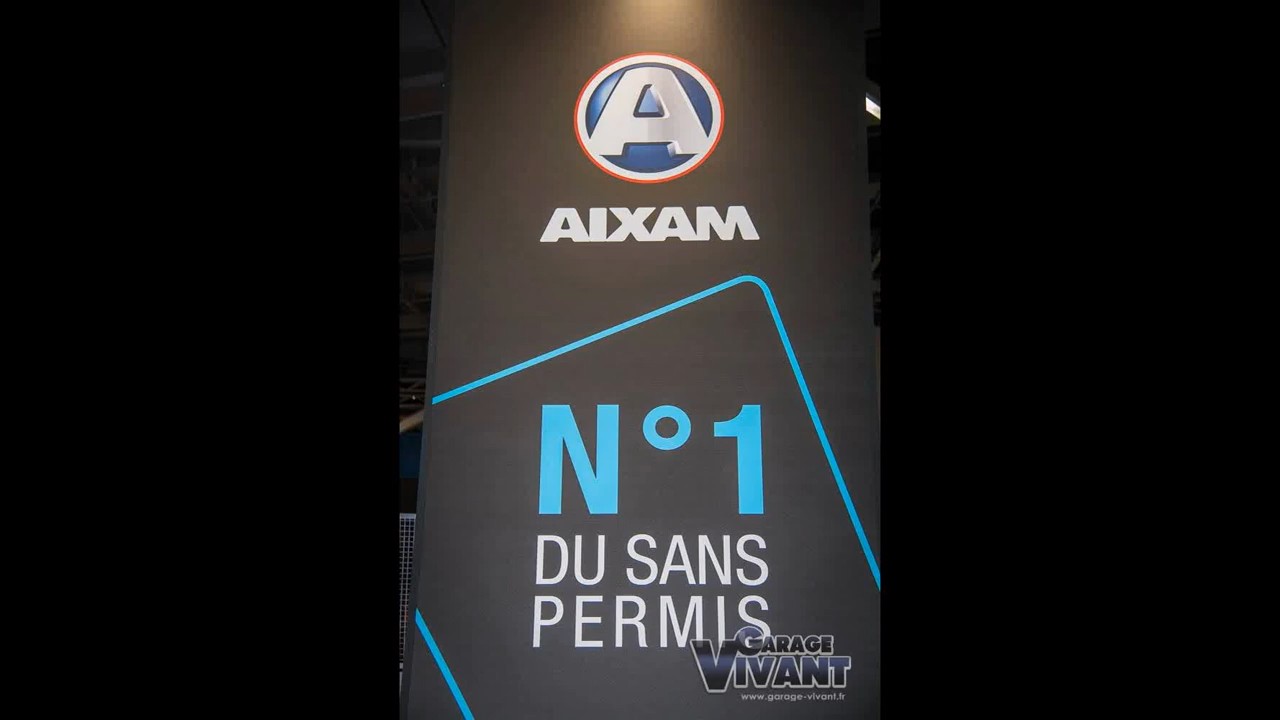 A
AIXAM
N°1
DU SANS
PERMIS
GARAGE
VIVANT
www.garage-vivant.fr